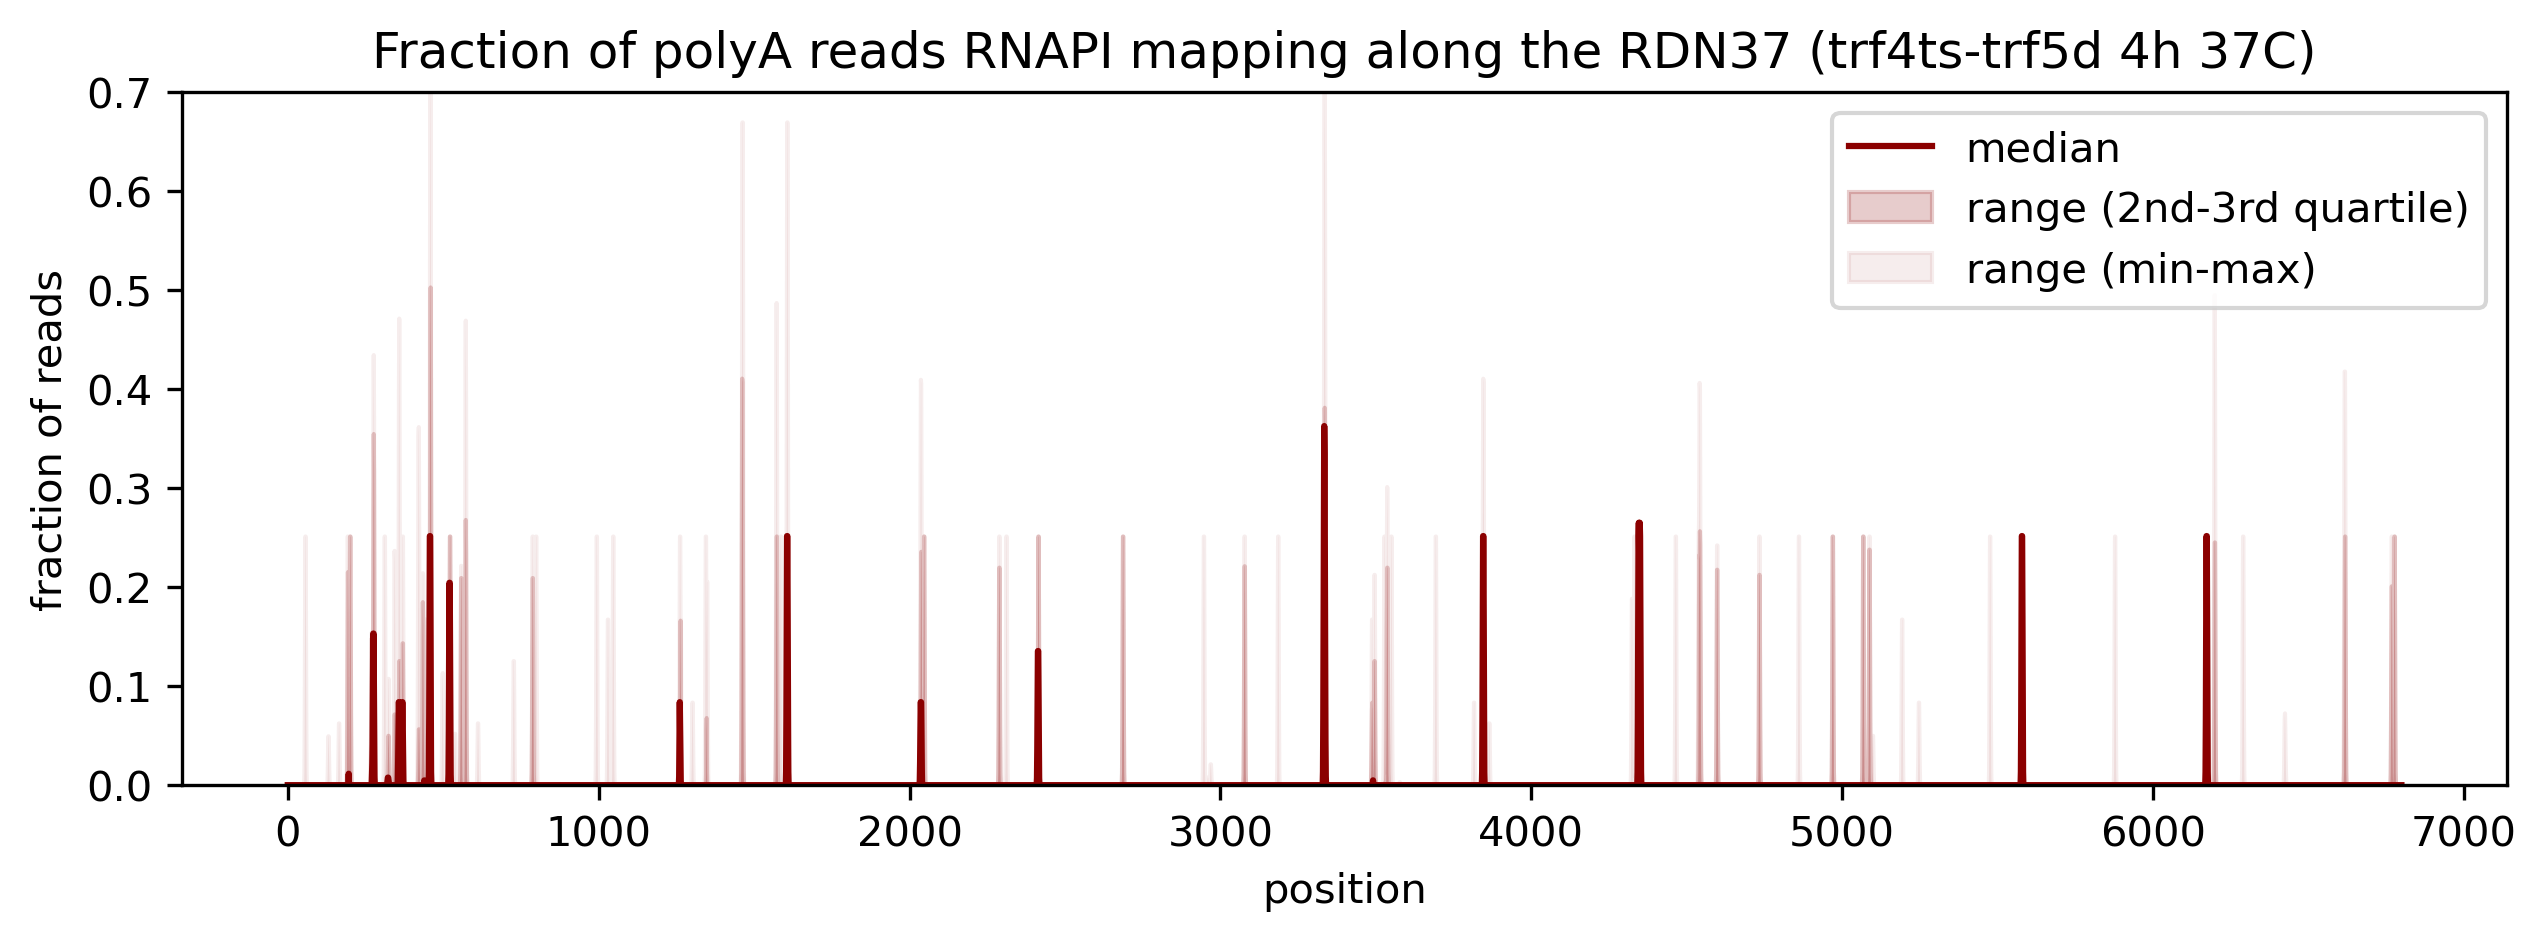 Fraction of polyA reads RNAPI mapping along the RDN37 (trf4ts-trf5d 4h 37C)
0.7
0.6
0.5
0.4
0.3
0.2
0.1
0.0
fraction of reads
median
range (2nd-3rd quartile)
range (min-max)
0 1000 2000 3000 4000 5000 6000 7000
position